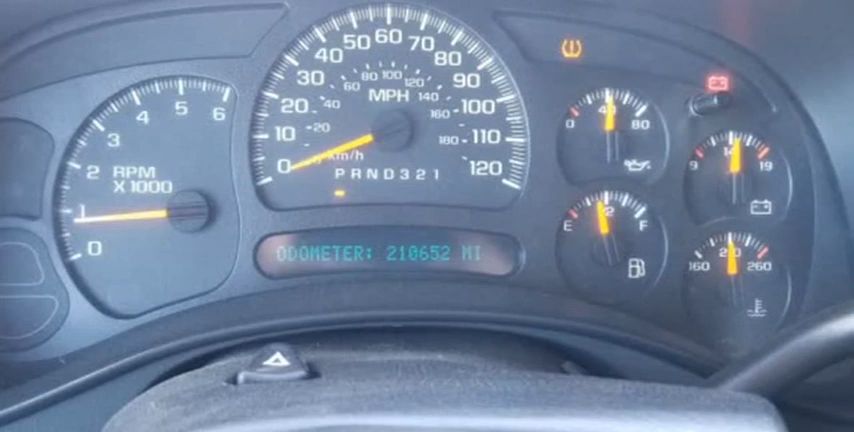 0 1 2 3 4 5 6
RPM
X1000
0 10 20 30 40 50 60 70 80 90 100 110 120
20 40 60 80 100 120 140 160 180
MPH
km/h
P R N D 3 2 1
ODOMETER: 210652 MI
0 40 80
9 14 19
E F
160 210 260